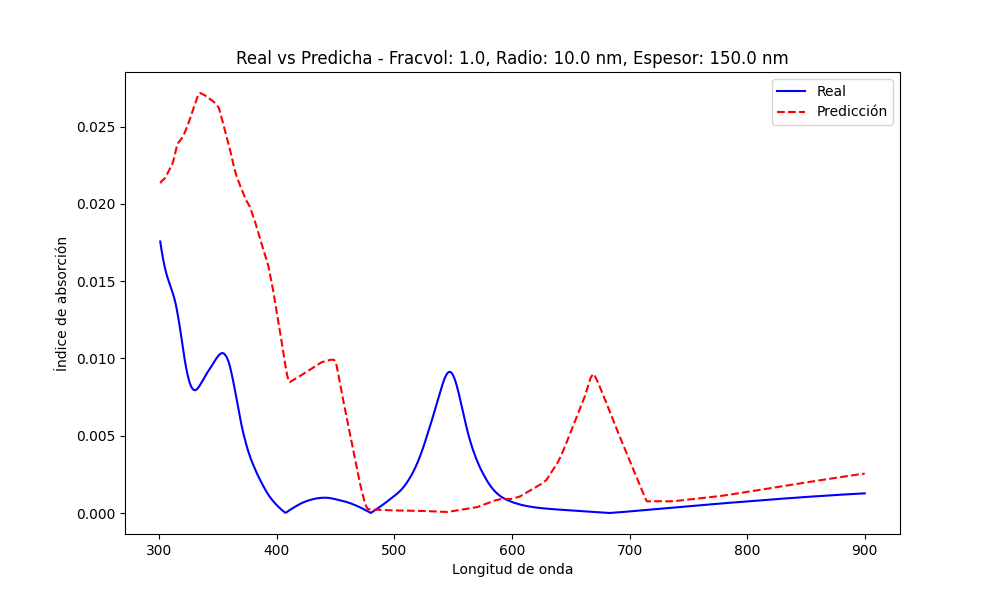 Real vs Predicha - Fracvol: 1.0, Radio: 10.0 nm, Espesor: 150.0 nm
Real
Predicción
Índice de absorción
0.025
0.020
0.015
0.010
0.005
0.000
300 400 500 600 700 800 900
Longitud de onda